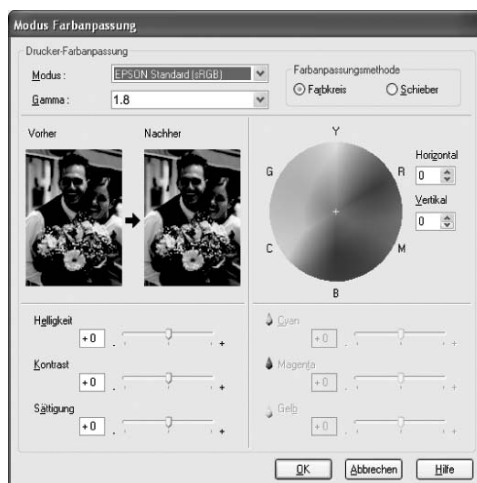 Modus Farbanpassung
Drucker-Farbanpassung
Modus :
EPSON Standard (sRGB)
Gamma :
1.8
Farbanpassungsmethode
Farbkreis
Schieber
Vorher
Nachher
Y
G
R
C
M
B
Horizontal
0
Vertikal
0
Helligkeit
+0
- +
Kontrast
+0
- +
Sättigung
+0
- +
Cyan
+0
- +
Magenta
+0
- +
Gelb
+0
- +
OK
Abbrechen
Hilfe